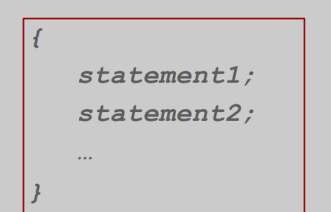 {
statement1;
statement2;
…
}